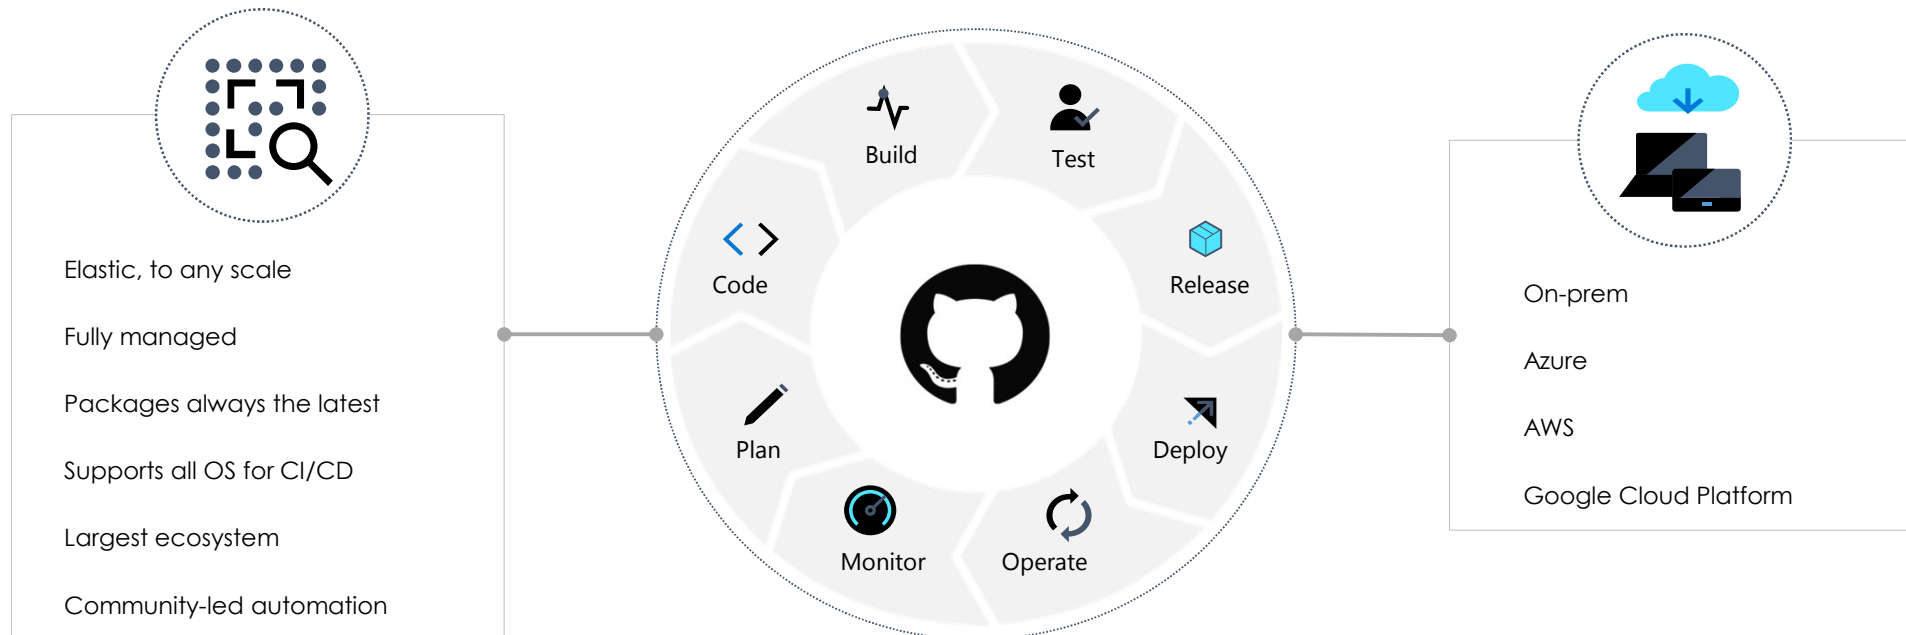 Elastic, to any scale
Fully managed
Packages always the latest
Supports all OS for CI/CD
Largest ecosystem
Community-led automation
Build
Test
Code
Release
Plan
Deploy
Monitor
Operate
On-prem
Azure
AWS
Google Cloud Platform